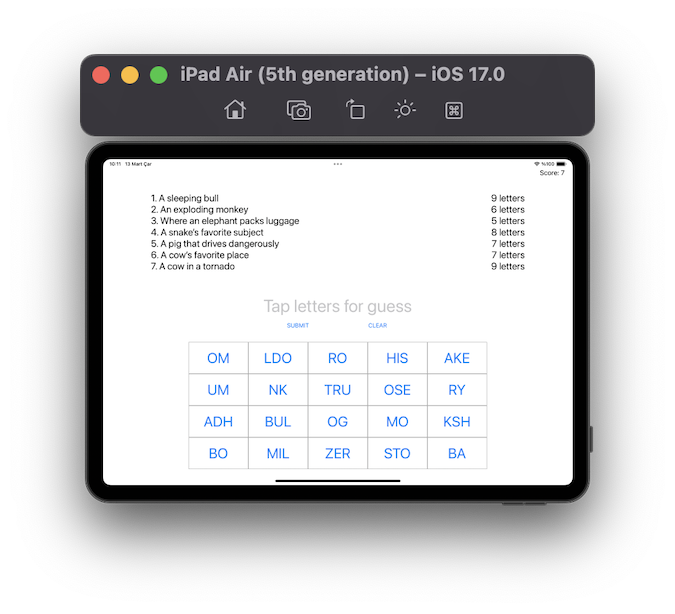 iPad Air (5th generation) – iOS 17.0
10:11 13 Mart Çar
%100
Score: 7
1. A sleeping bull 9 letters
2. An exploding monkey 6 letters
3. Where an elephant packs luggage 5 letters
4. A snake's favorite subject 8 letters
5. A pig that drives dangerously 7 letters
6. A cow's favorite place 7 letters
7. A cow in a tornado 9 letters
Tap letters for guess
SUBMIT CLEAR
OM LDO RO HIS AKE
UM NK TRU OSE RY
ADH BUL OG MO KSH
BO MIL ZER STO BA